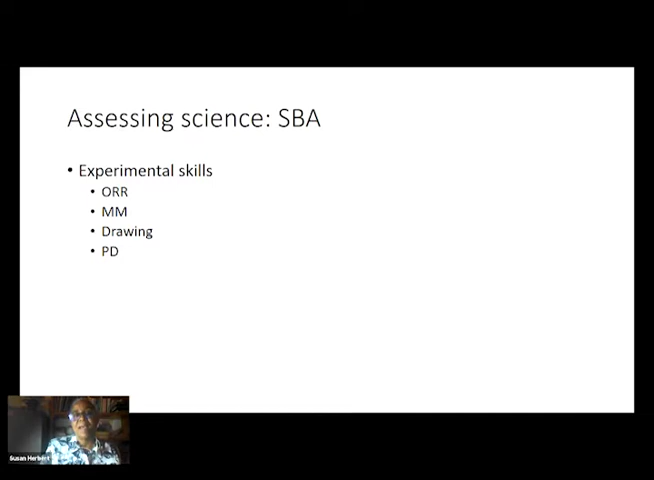 Assessing science: SBA
• Experimental skills
• ORR
• MM
• Drawing
• PD
Susan Herbert